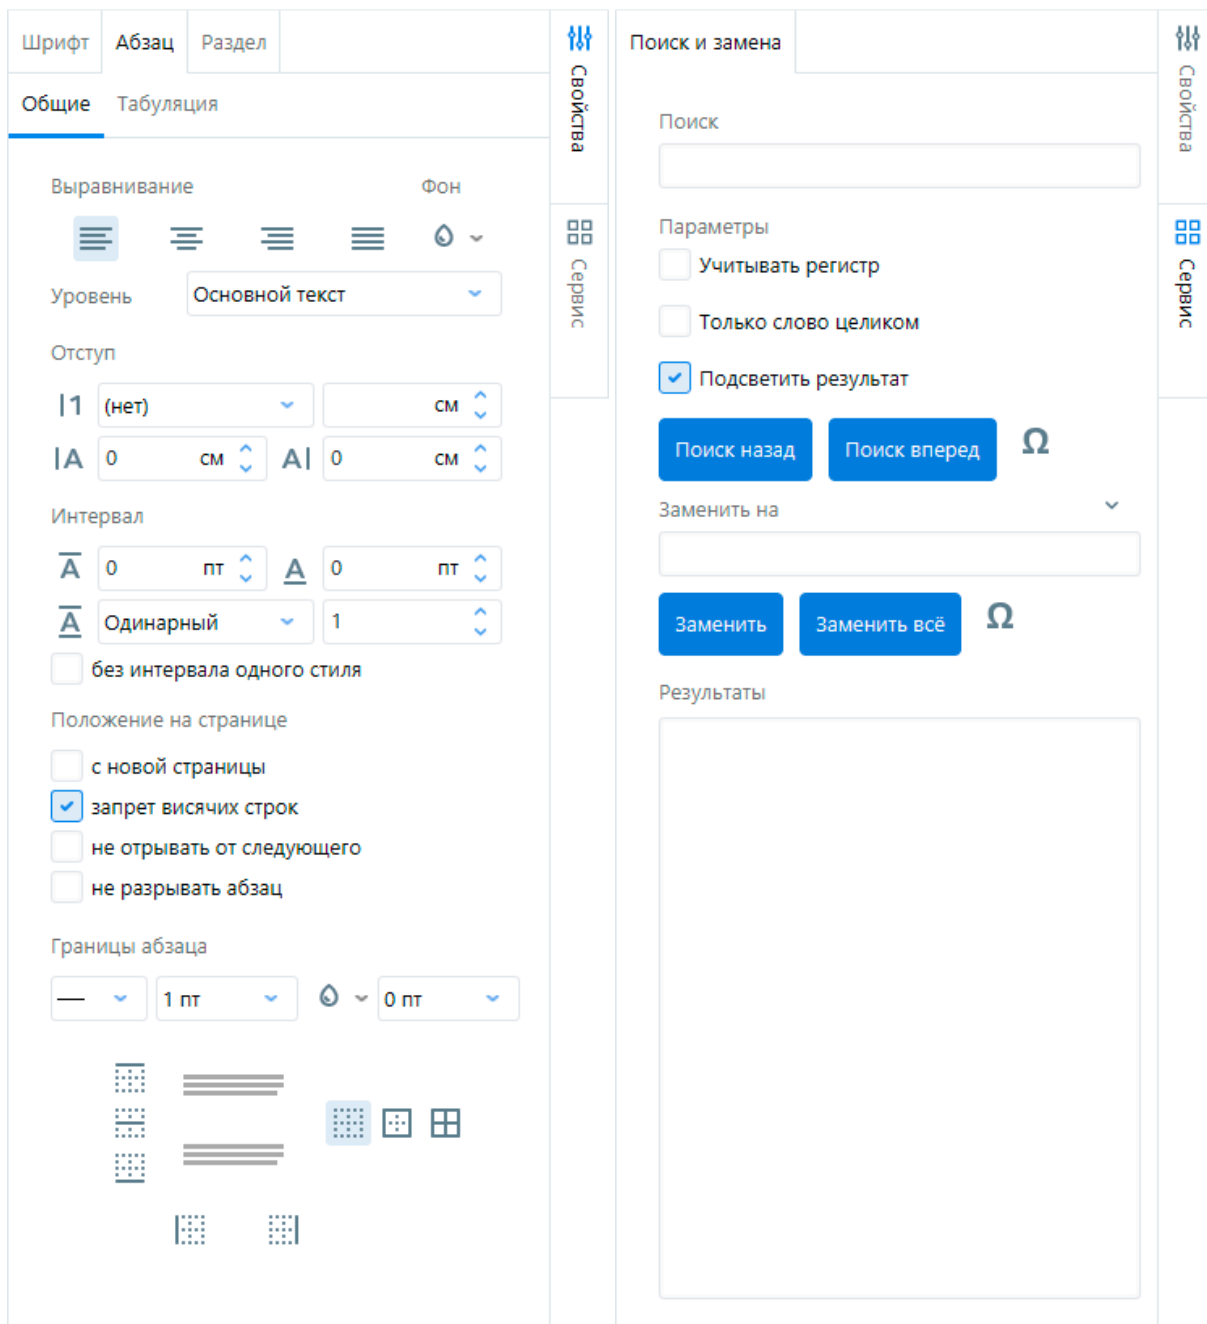 Шрифт Абзац Раздел
Общие Табуляция
Выравнивание Фон
Уровень Основной текст
Отступ
1 (нет) см
A 0 см A 0 см
Интервал
A 0 пт A 0 пт
A Одинарный 1
без интервала одного стиля
Положение на странице
с новой страницы
запрет висячих строк
не отрывать от следующего
не разрывать абзац
Границы абзаца
1 пт 0 пт
Свойства
Сервис
Поиск и замена
Поиск
Параметры
Учитывать регистр
Только слово целиком
Подсветить результат
Поиск назад Поиск вперед Ω
Заменить на
Заменить Заменить всё Ω
Результаты
Свойства
Сервис